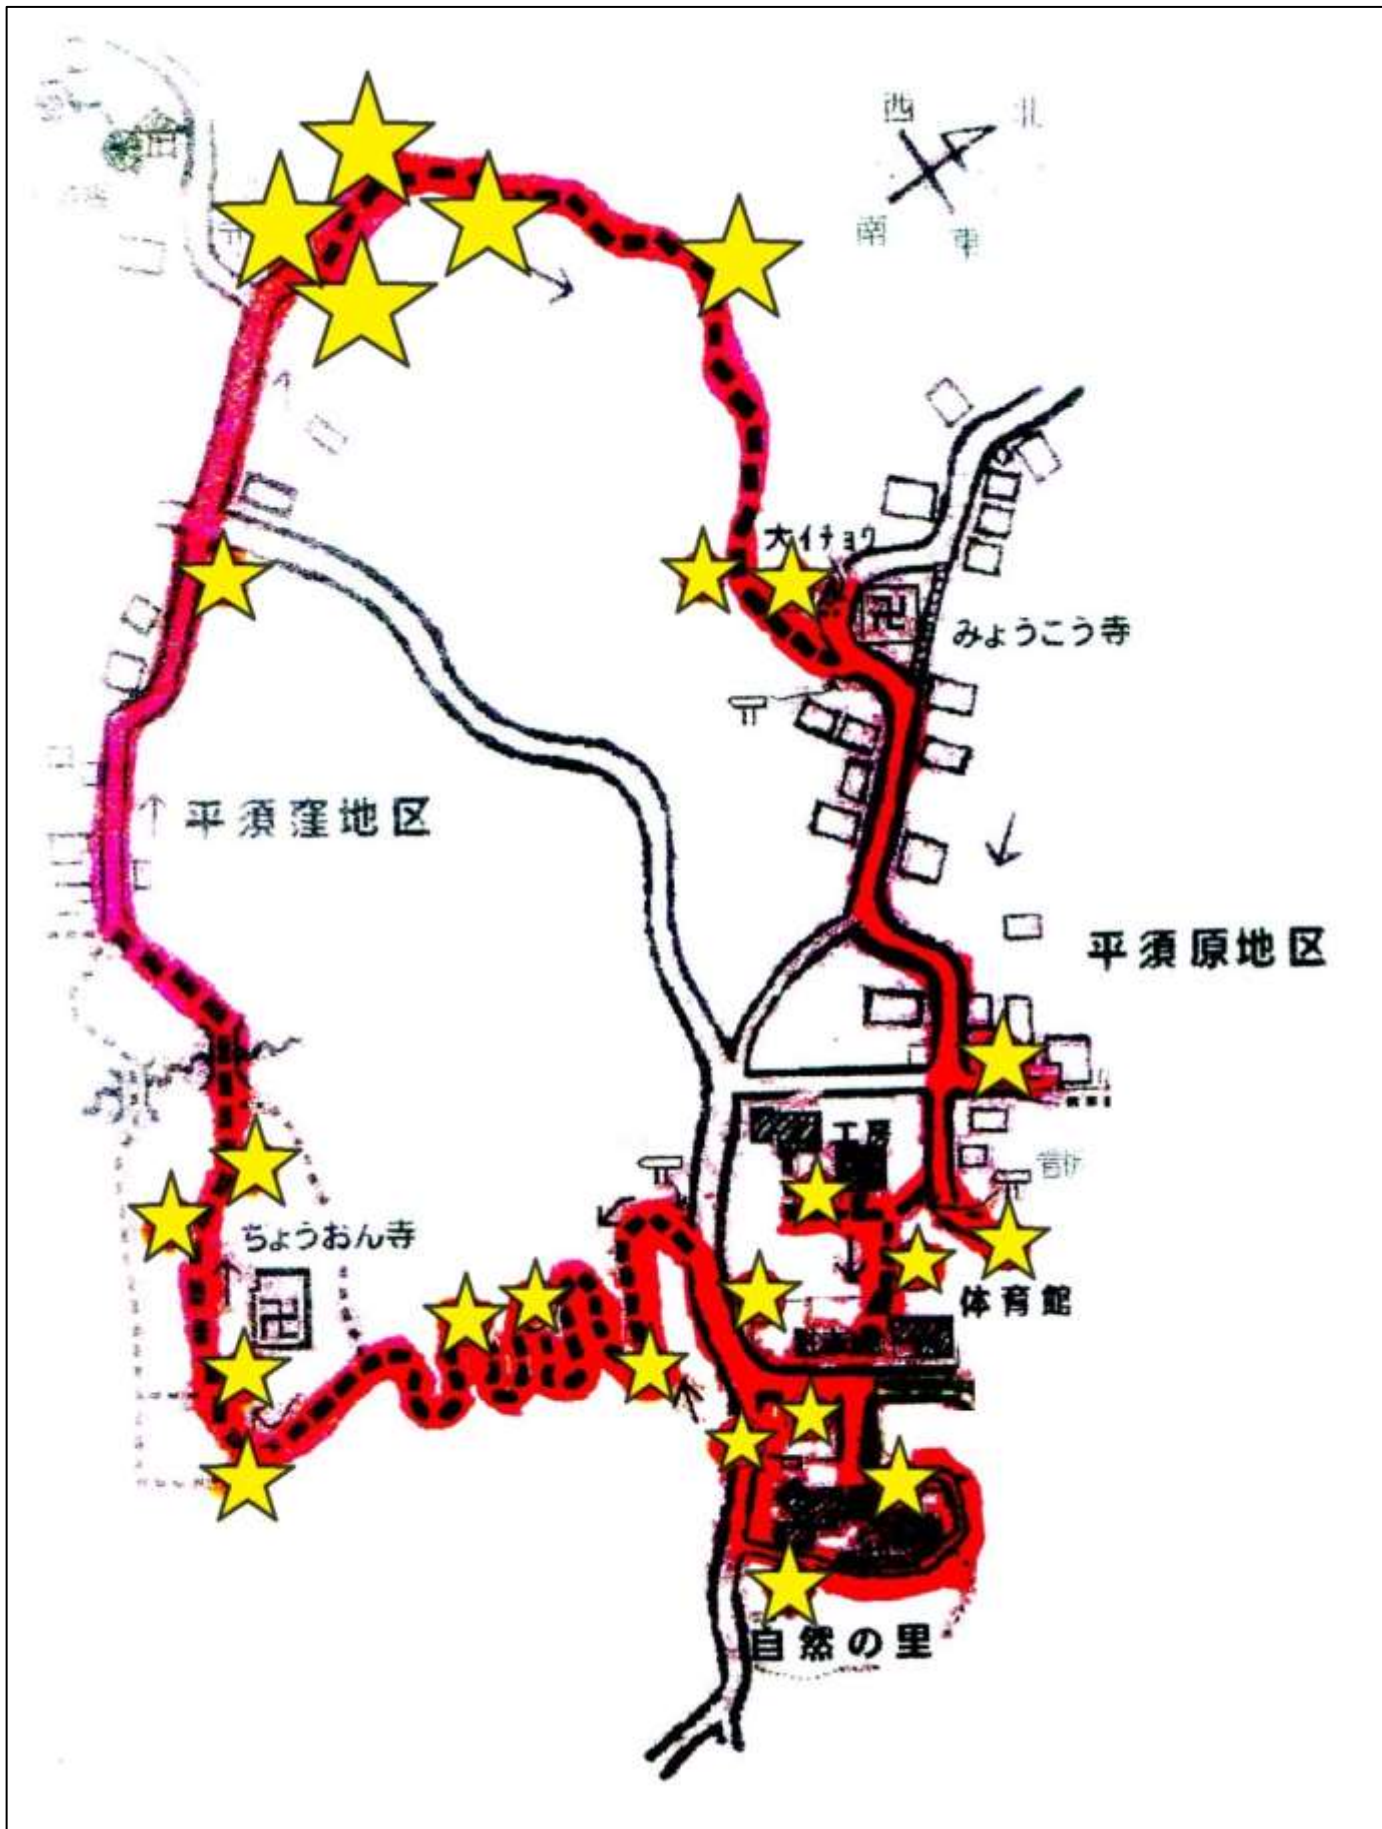 西
北
南
東
大イチョウ
卍
みょうこう寺
平須窪地区
平須原地区
工房
ちょうおん寺
卍
体育館
自然の里